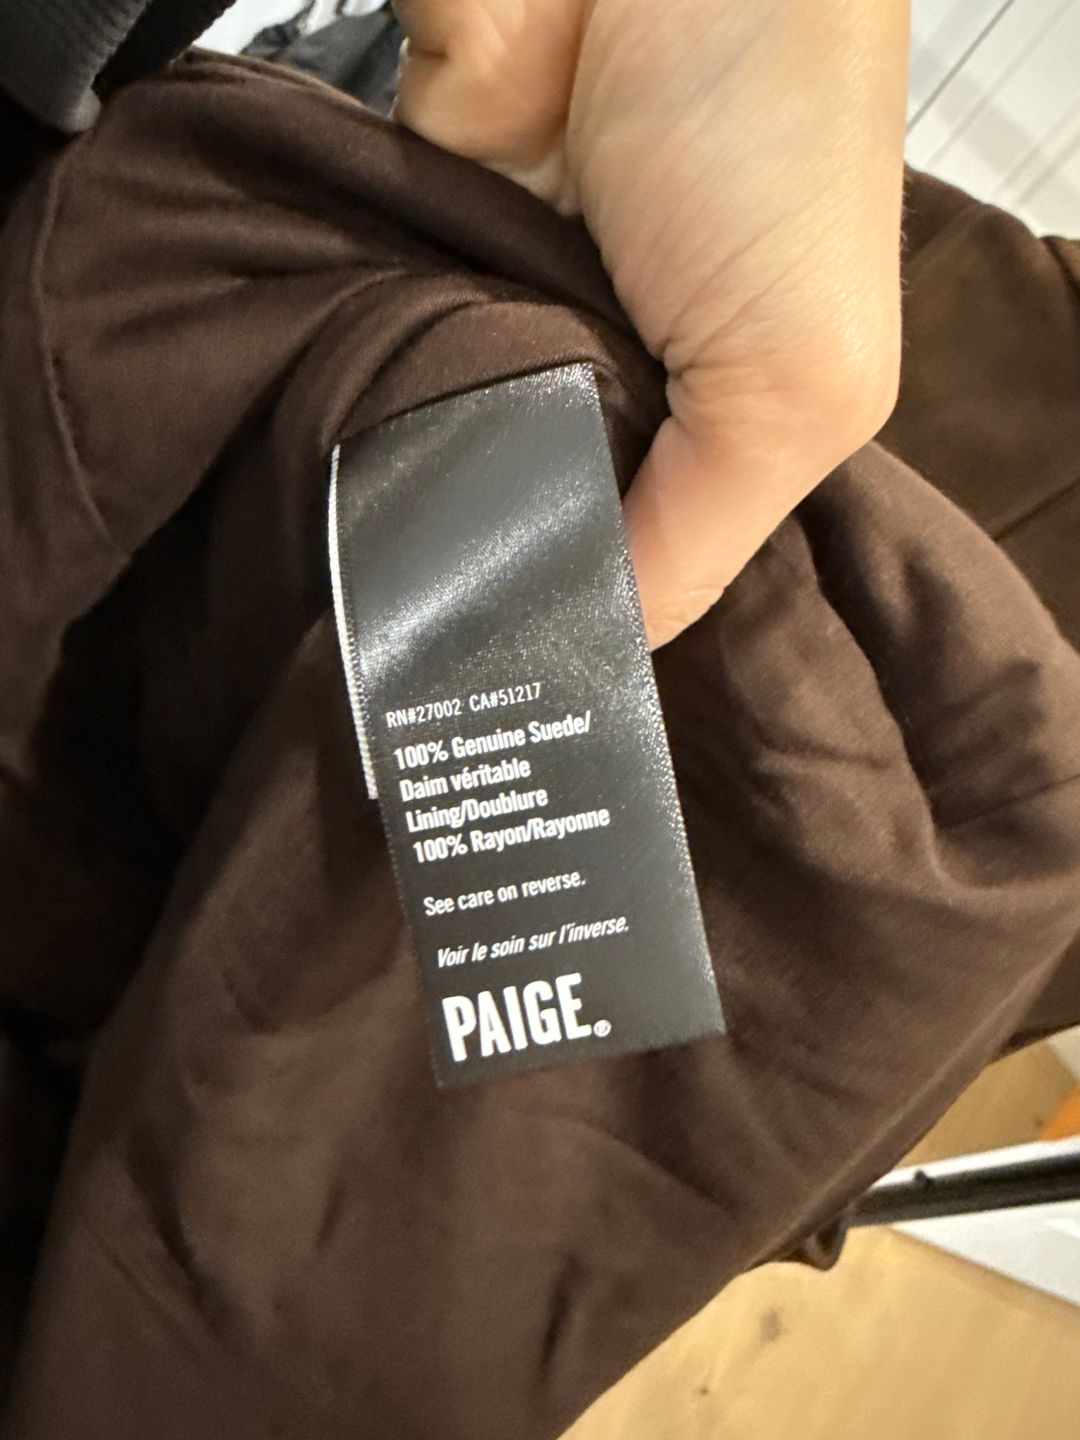 RN#27002 CA#51217
100% Genuine Suede/
Daim véritable
Lining/Doublure
100% Rayon/Rayonne
See care on reverse.
Voir le soin sur l'inverse.
PAIGE.®